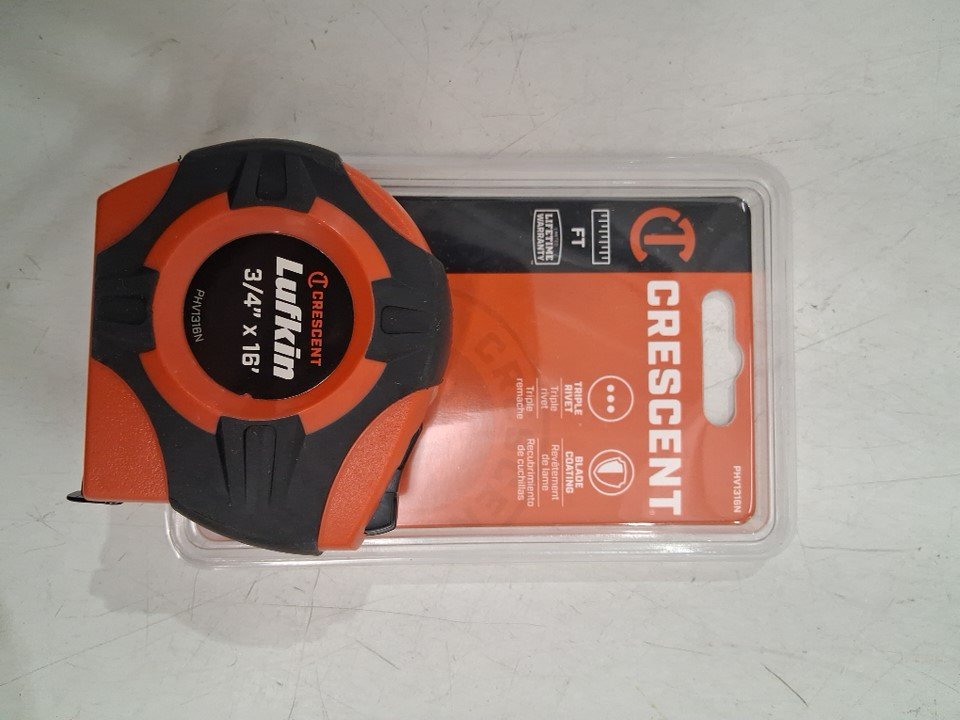 CRESCENT
PHV1316N
FT
LIMITED
LIFETIME
WARRANTY
TRIPLE
RIVET
Triple
rivet
Triple
remache
BLADE
COATING
Revêtement
de lame
Recubrimiento
de cuchillas
CRESCENT
Lufkin
3/4" x 16'
PHV1316N